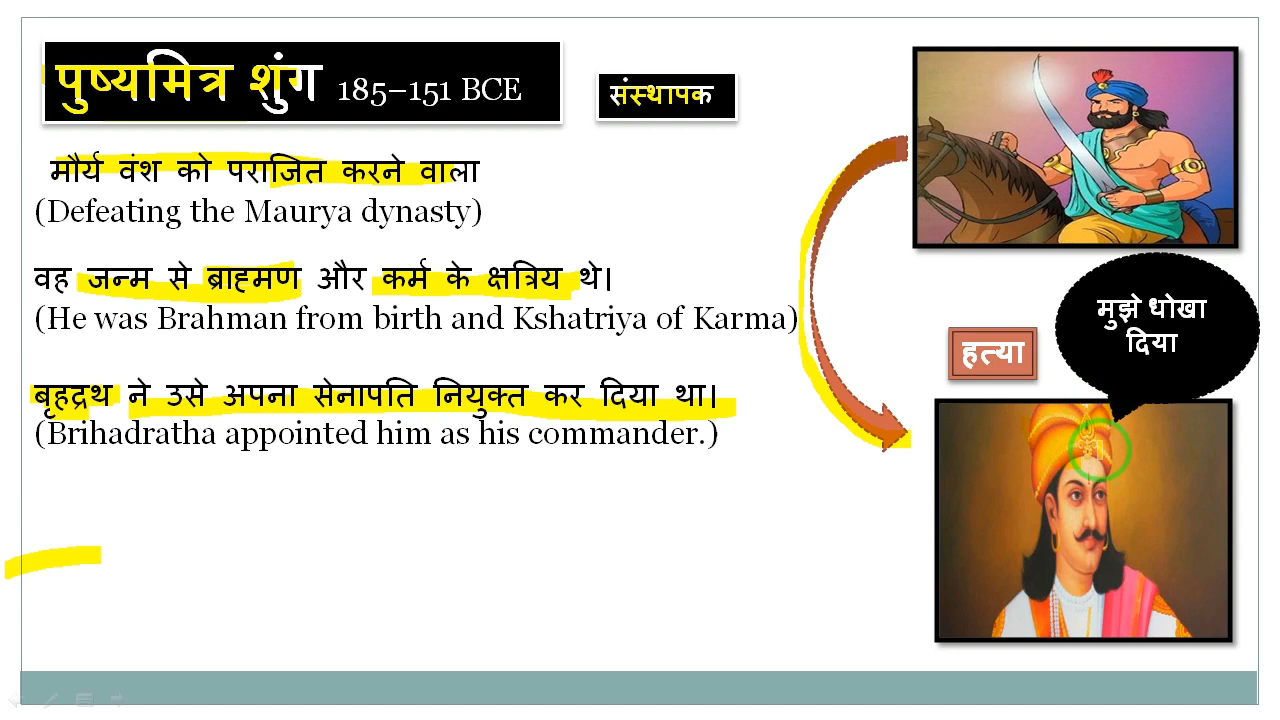 पुष्यमित्र शुंग 185–151 BCE
संस्थापक
मौर्य वंश को पराजित करने वाला
(Defeating the Maurya dynasty)
वह जन्म से ब्राह्मण और कर्म के क्षत्रिय थे।
(He was Brahman from birth and Kshatriya of Karma)
बृहद्रथ ने उसे अपना सेनापति नियुक्त कर दिया था।
(Brihadratha appointed him as his commander.)
मुझे धोखा
दिया
हत्या